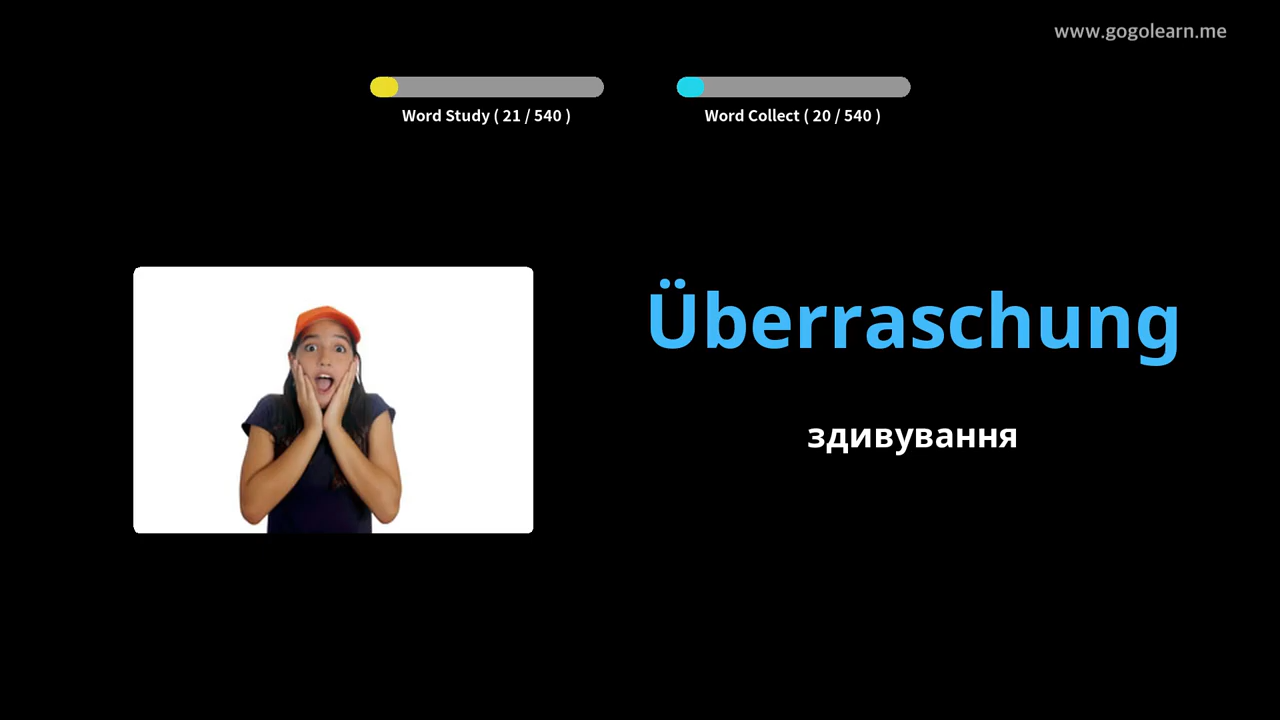 www.gogolearn.me
Word Study ( 21 / 540 )
Word Collect ( 20 / 540 )
Überraschung
здивування